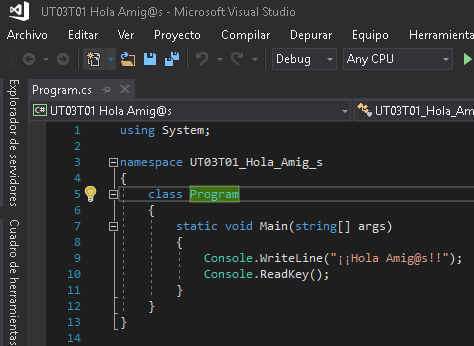 UT03T01 Hola Amig@s - Microsoft Visual Studio
Archivo Editar Ver Proyecto Compilar Depurar Equipo Herramienta
Debug Any CPU
Explorador de servidores
Cuadro de herramientas
Program.cs
C# UT03T01 Hola Amig@s UT03T01_Hola_Am
1 using System;
2
3 namespace UT03T01_Hola_Amig_s
4 {
5 class Program
6 {
7 static void Main(string[] args)
8 {
9 Console.WriteLine("¡¡Hola Amig@s!!");
10 Console.ReadKey();
11 }
12 }
13 }
14